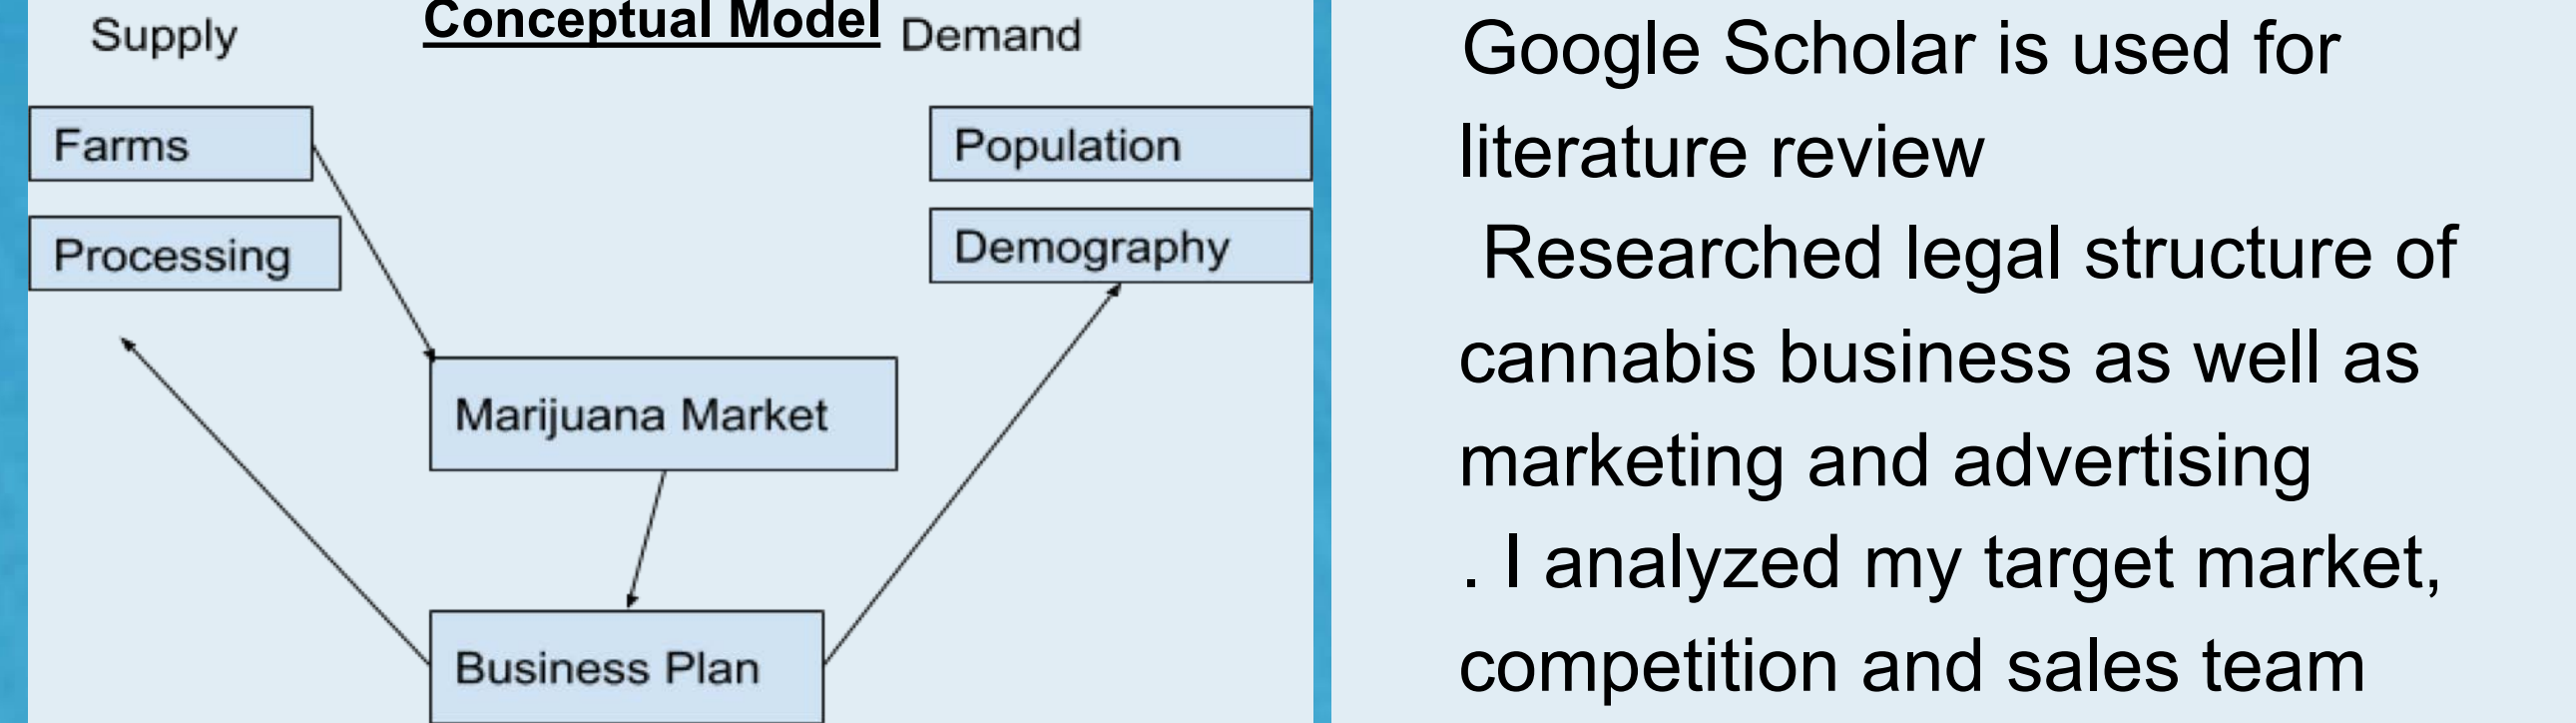 Conceptual Model
Supply
Demand
Farms
Population
Processing
Demography
Marijuana Market
Business Plan
Google Scholar is used for
literature review
Researched legal structure of
cannabis business as well as
marketing and advertising
. I analyzed my target market,
competition and sales team